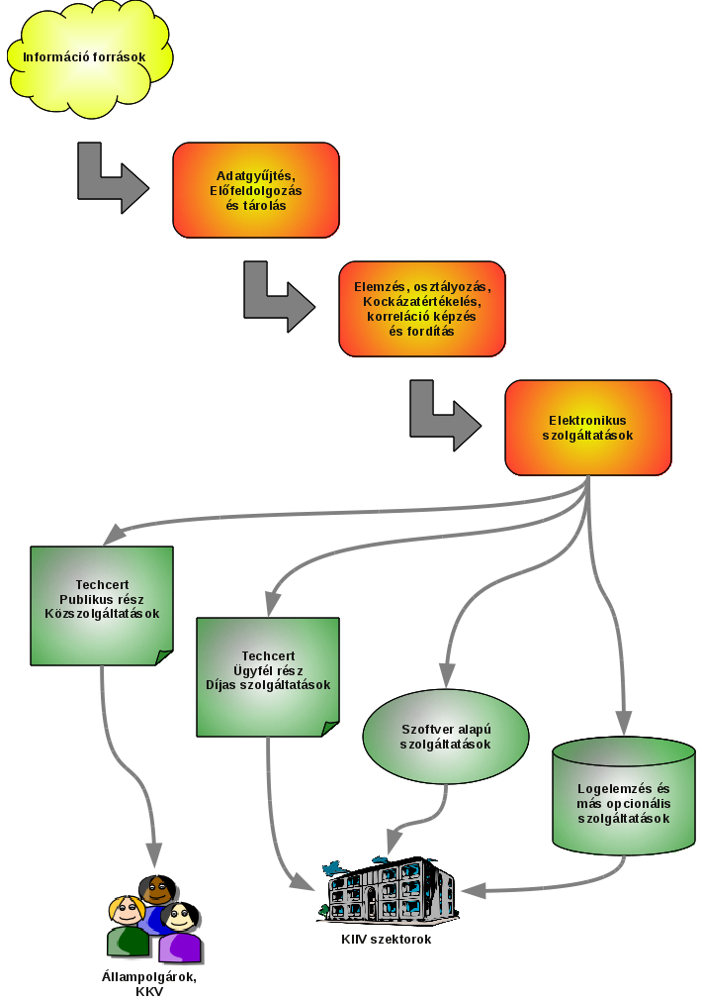 Információ források
Adatgyűjtés,
Előfeldolgozás
és tárolás
Elemzés, osztályozás,
Kockázatértékelés,
korreláció képzés
és fordítás
Elektronikus
szolgáltatások
Techcert
Publikus rész
Közszolgáltatások
Techcert
Ügyfél rész
Díjas szolgáltatások
Szoftver alapú
szolgáltatások
Logelemzés és
más opcionális
szolgáltatások
KIIV szektorok
Állampolgárok,
KKV